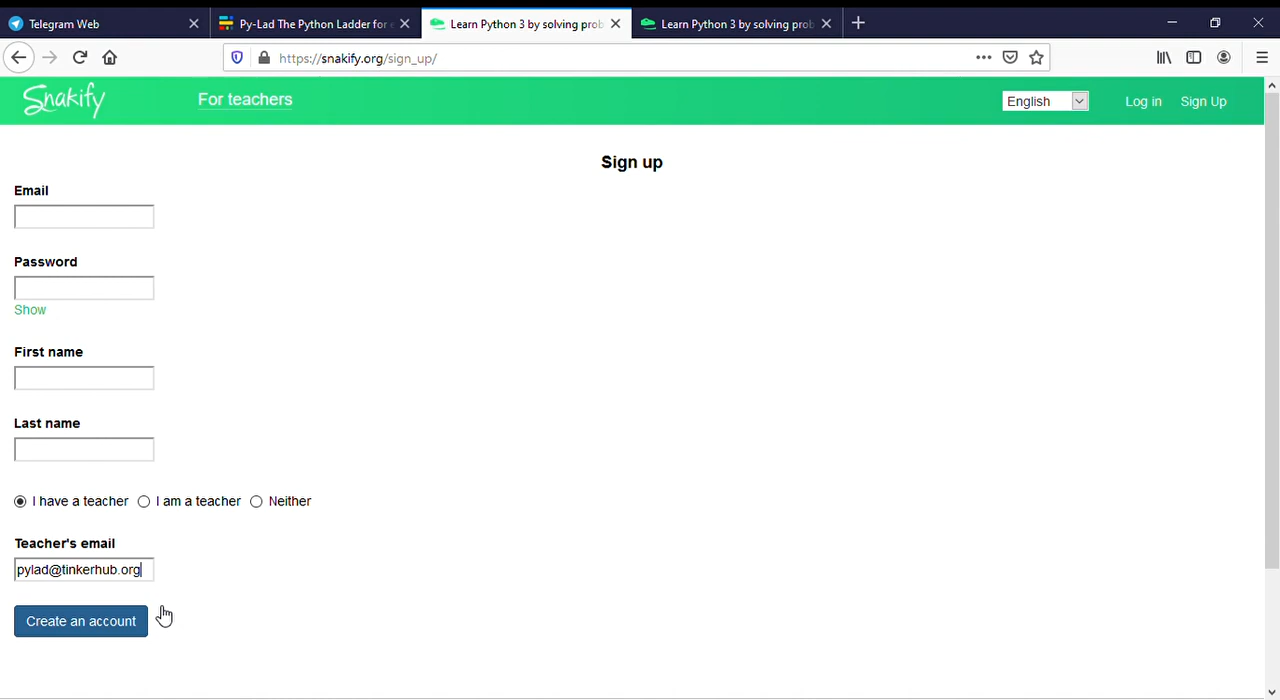 Telegram Web
Py-Lad The Python Ladder for
Learn Python 3 by solving prob
Learn Python 3 by solving prob
https://snakify.org/sign_up/
Snakify
For teachers
English
Log in
Sign Up
Sign up
Email
Password
Show
First name
Last name
I have a teacher
I am a teacher
Neither
Teacher's email
pylad@tinkerhub.org
Create an account